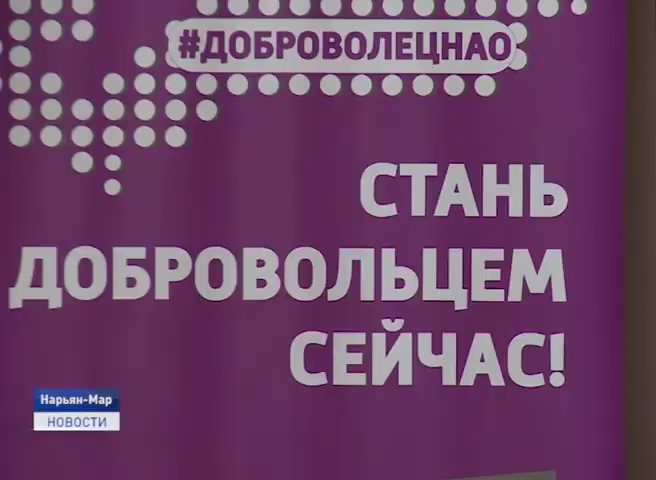 #ДОБРОВОЛЕЦНАО
СТАНЬ
ДОБРОВОЛЬЦЕМ
СЕЙЧАС!
Нарьян-Мар
НОВОСТИ